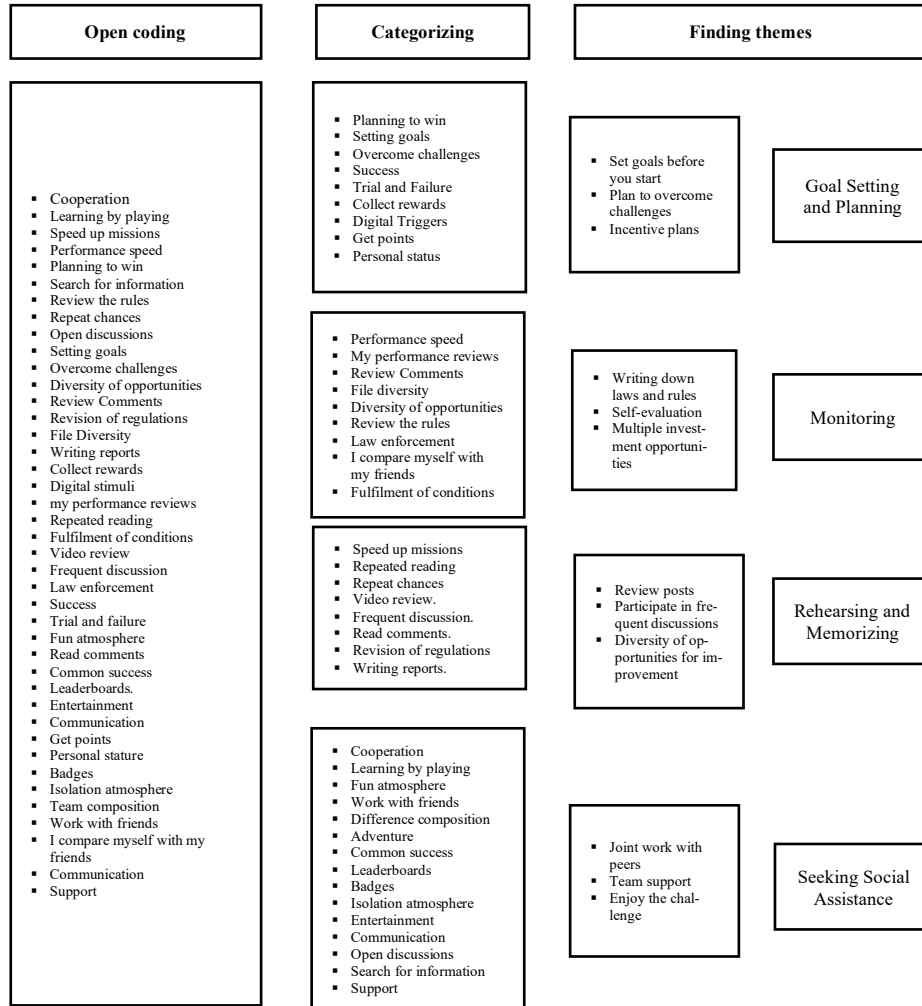 Open coding
Categorizing
Finding themes
▪ Cooperation
▪ Learning by playing
▪ Speed up missions
▪ Performance speed
▪ Planning to win
▪ Search for information
▪ Review the rules
▪ Repeat chances
▪ Open discussions
▪ Setting goals
▪ Overcome challenges
▪ Diversity of opportunities
▪ Review Comments
▪ Revision of regulations
▪ File Diversity
▪ Writing reports
▪ Collect rewards
▪ Digital stimuli
▪ my performance reviews
▪ Repeated reading
▪ Fulfilment of conditions
▪ Video review
▪ Frequent discussion
▪ Law enforcement
▪ Success
▪ Trial and failure
▪ Fun atmosphere
▪ Read comments
▪ Common success
▪ Leaderboards.
▪ Entertainment
▪ Communication
▪ Get points
▪ Personal stature
▪ Badges
▪ Isolation atmosphere
▪ Team composition
▪ Work with friends
▪ I compare myself with my
friends
▪ Communication
▪ Support
▪ Planning to win
▪ Setting goals
▪ Overcome challenges
▪ Success
▪ Trial and Failure
▪ Collect rewards
▪ Digital Triggers
▪ Get points
▪ Personal status
▪ Set goals before
you start
▪ Plan to overcome
challenges
▪ Incentive plans
Goal Setting
and Planning
▪ Performance speed
▪ My performance reviews
▪ Review Comments
▪ File diversity
▪ Diversity of opportunities
▪ Review the rules
▪ Law enforcement
▪ I compare myself with
my friends
▪ Fulfilment of conditions
▪ Writing down
laws and rules
▪ Self-evaluation
▪ Multiple invest-
ment opportuni-
ties
Monitoring
▪ Speed up missions
▪ Repeated reading
▪ Repeat chances
▪ Video review.
▪ Frequent discussion.
▪ Read comments.
▪ Revision of regulations
▪ Writing reports.
▪ Review posts
▪ Participate in fre-
quent discussions
▪ Diversity of op-
portunities for im-
provement
Rehearsing and
Memorizing
▪ Cooperation
▪ Learning by playing
▪ Fun atmosphere
▪ Work with friends
▪ Difference composition
▪ Adventure
▪ Common success
▪ Leaderboards
▪ Badges
▪ Isolation atmosphere
▪ Entertainment
▪ Communication
▪ Open discussions
▪ Search for information
▪ Support
▪ Joint work with
peers
▪ Team support
▪ Enjoy the chal-
lenge
Seeking Social
Assistance